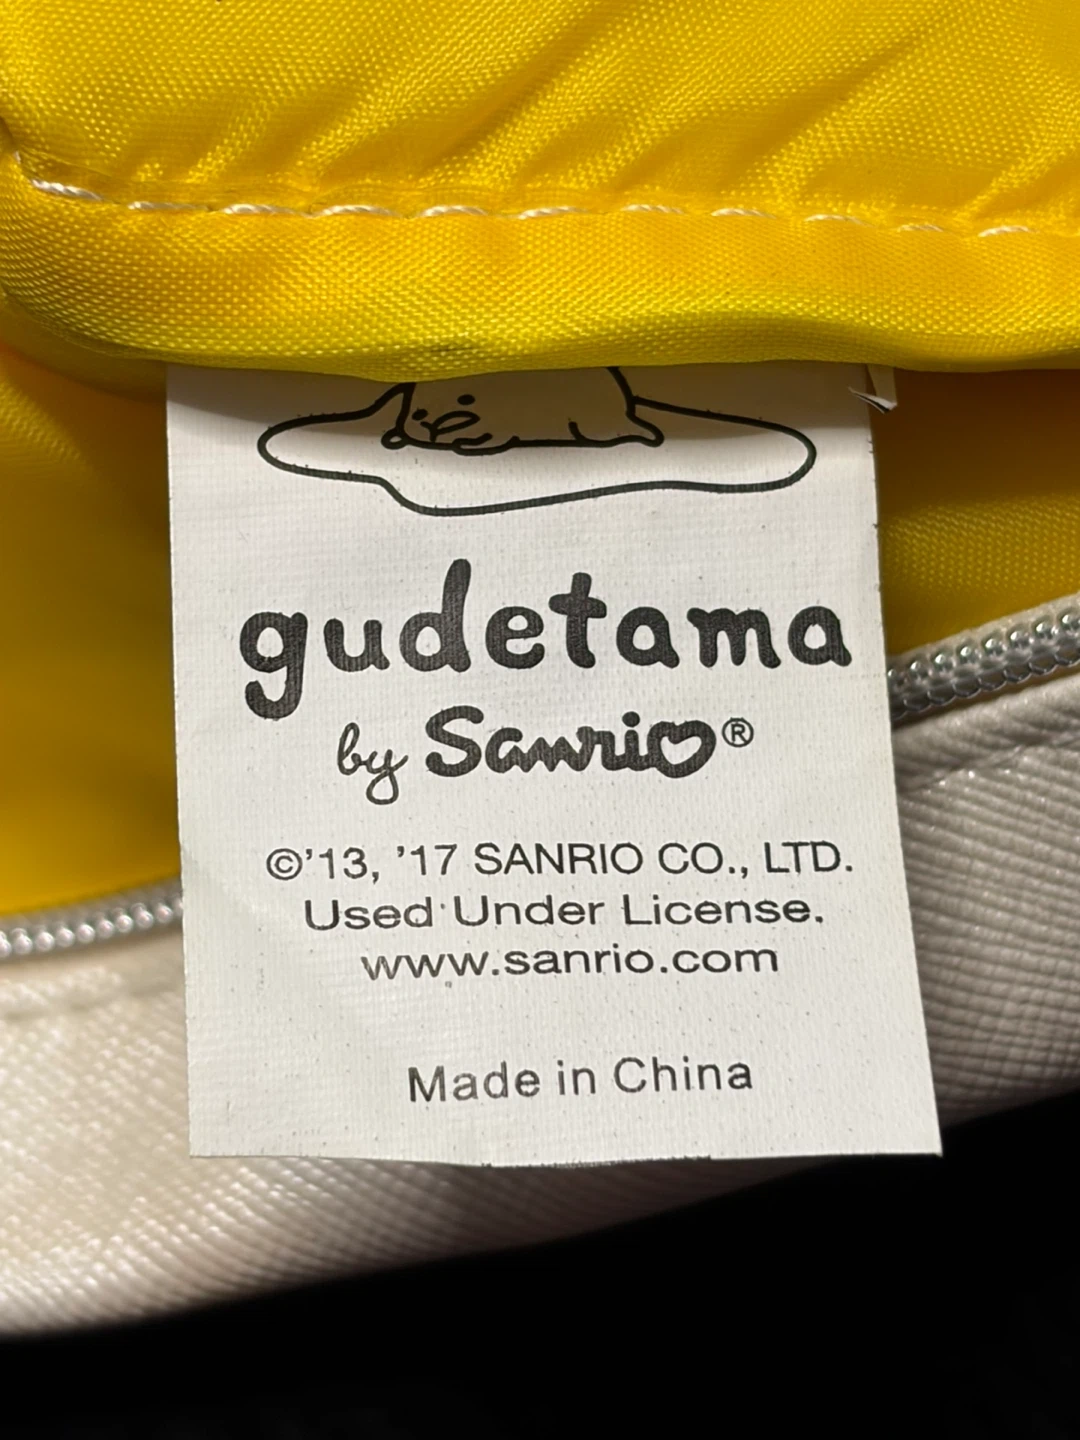 gudetama
by Sanrio®
©’13, ’17 SANRIO CO., LTD.
Used Under License.
www.sanrio.com
Made in China